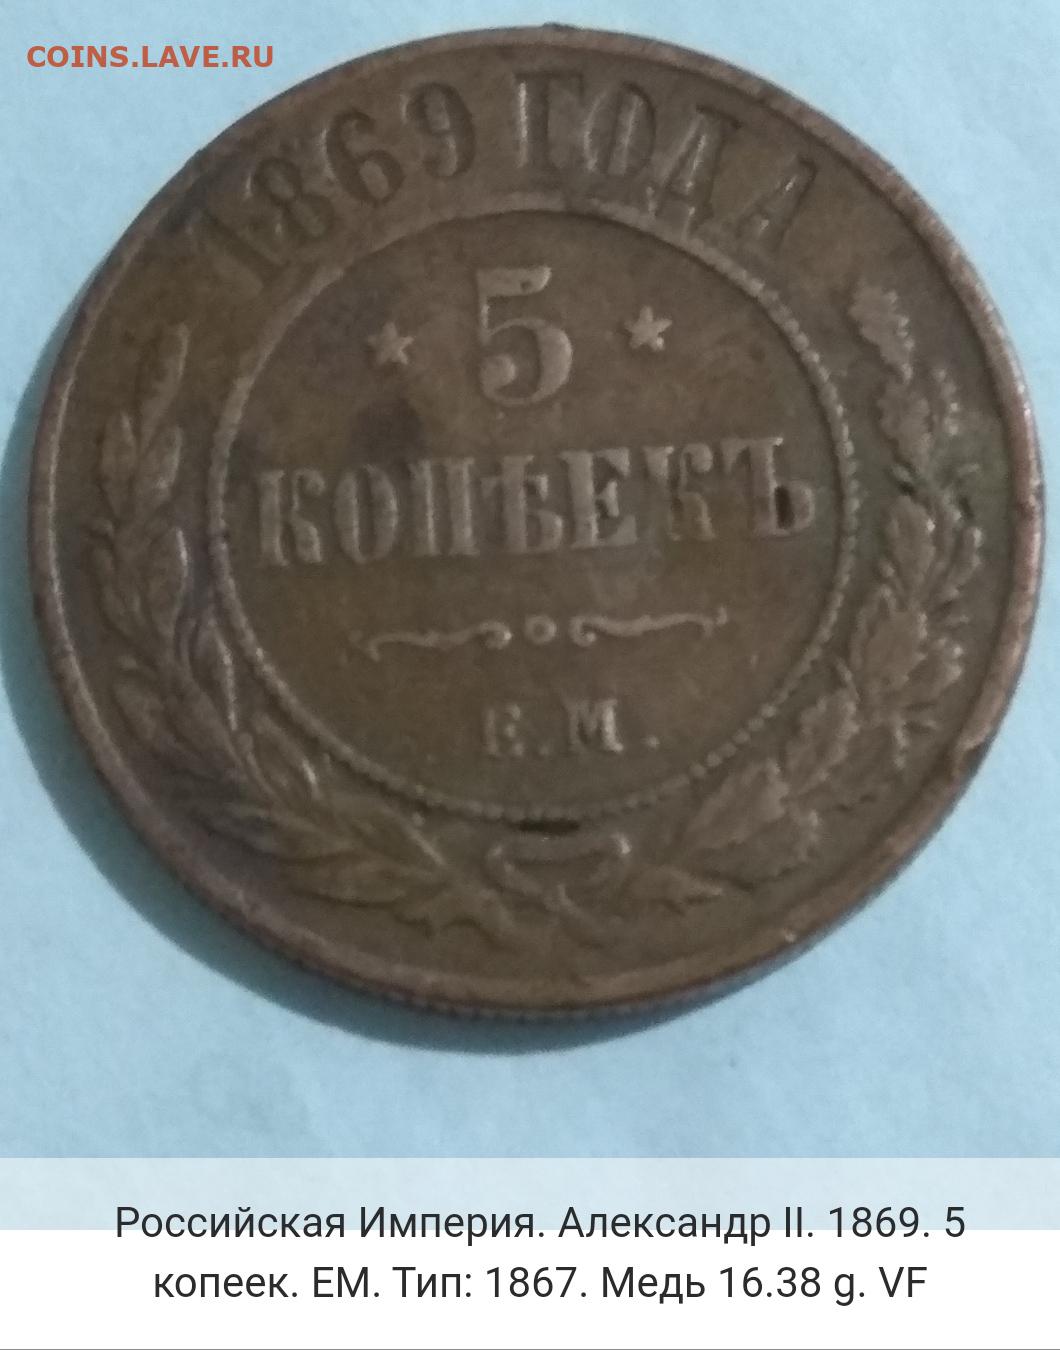 COINS.LAVE.RU
1869 ГОДА
5
КОПѢЕКЪ
Е.М.
Российская Империя. Александр II. 1869. 5
копеек. ЕМ. Тип: 1867. Медь 16.38 g. VF